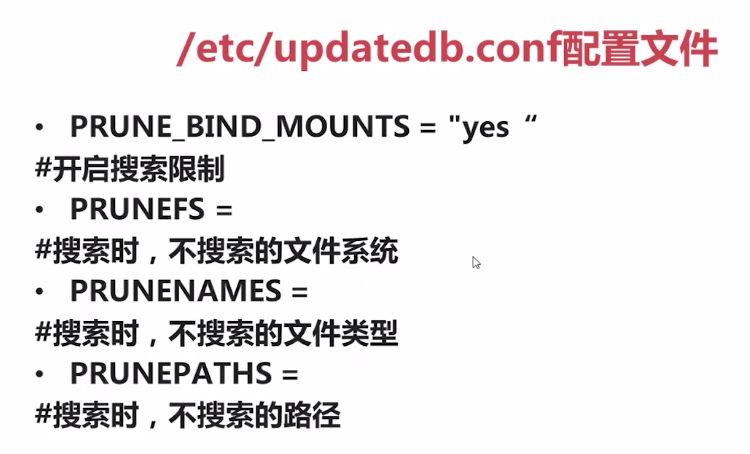 /etc/updatedb.conf配置文件
• PRUNE_BIND_MOUNTS = "yes “
#开启搜索限制
• PRUNEFS =
#搜索时，不搜索的文件系统
• PRUNENAMES =
#搜索时，不搜索的文件类型
• PRUNEPATHS =
#搜索时，不搜索的路径